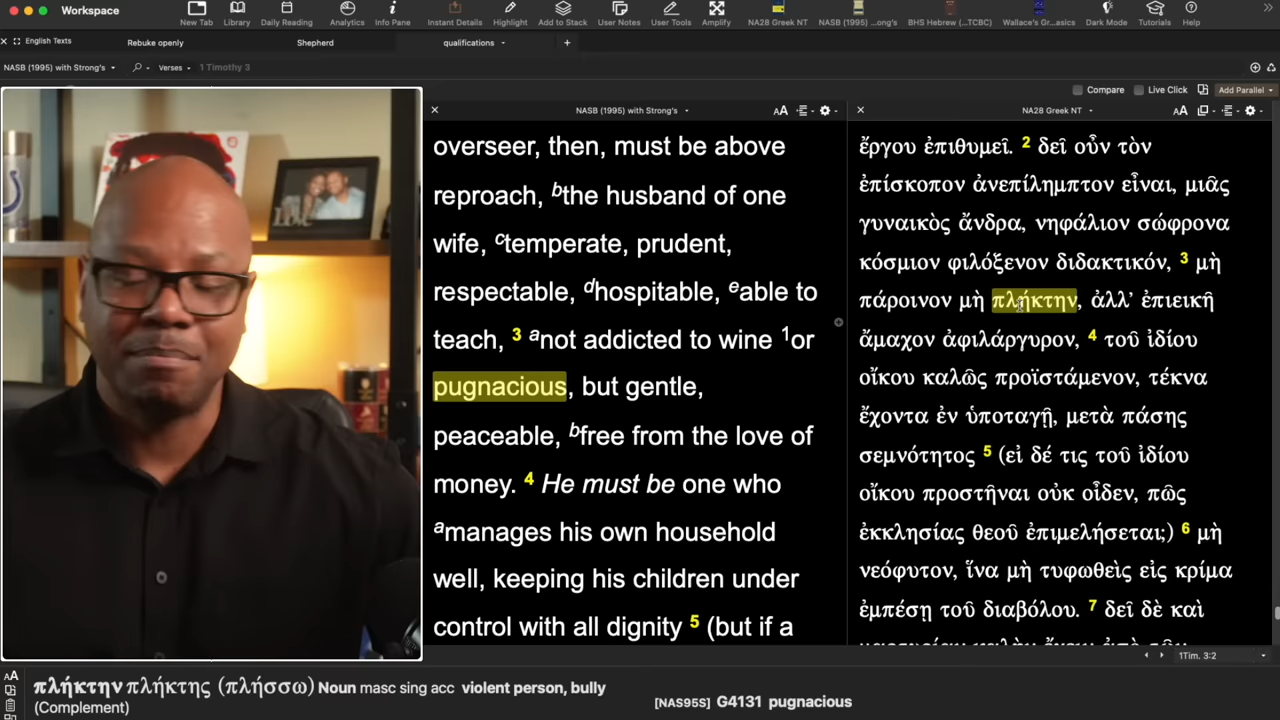 Workspace
New Tab
Library
Daily Reading
Analytics
Info Pane
Instant Details
Highlight
Add to Stack
User Notes
User Tools
Amplify
NA28 Greek NT
NASB (1995) ...ong's
BHS Hebrew (...TCBC)
Wallace's Gr...asics
Dark Mode
Tutorials
Help
English Texts
Rebuke openly
Shepherd
qualifications
NASB (1995) with Strong's
Verses
1 Timothy 3
Compare
Live Click
Add Parallel
NASB (1995) with Strong's
AA
overseer, then, must be above
reproach, bthe husband of one
wife, ctemperate, prudent,
respectable, dhospitable, eable to
teach, 3 anot addicted to wine 1or
pugnacious, but gentle,
peaceable, bfree from the love of
money. 4 He must be one who
amanages his own household
well, keeping his children under
control with all dignity 5 (but if a
NA28 Greek NT
AA
ἔργου ἐπιθυμεῖ. 2 δεῖ οὖν τὸν
ἐπίσκοπον ἀνεπίλημπτον εἶναι, μιᾶς
γυναικὸς ἄνδρα, νηφάλιον σώφρονα
κόσμιον φιλόξενον διδακτικόν, 3 μὴ
πάροινον μὴ πλήκτην, ἀλλ’ ἐπιεικῆ
ἄμαχον ἀφιλάργυρον, 4 τοῦ ἰδίου
οἴκου καλῶς προϊστάμενον, τέκνα
ἔχοντα ἐν ὑποταγῇ, μετὰ πάσης
σεμνότητος 5 (εἰ δέ τις τοῦ ἰδίου
οἴκου προστῆναι οὐκ οἶδεν, πῶς
ἐκκλησίας θεοῦ ἐπιμελήσεται;) 6 μὴ
νεόφυτον, ἵνα μὴ τυφωθεὶς εἰς κρίμα
ἐμπέσῃ τοῦ διαβόλου. 7 δεῖ δὲ καὶ
1Tim. 3:2
AA
πλήκτην πλήκτης (πλήσσω) Noun masc sing acc violent person, bully
(Complement)
[NAS95S] G4131 pugnacious